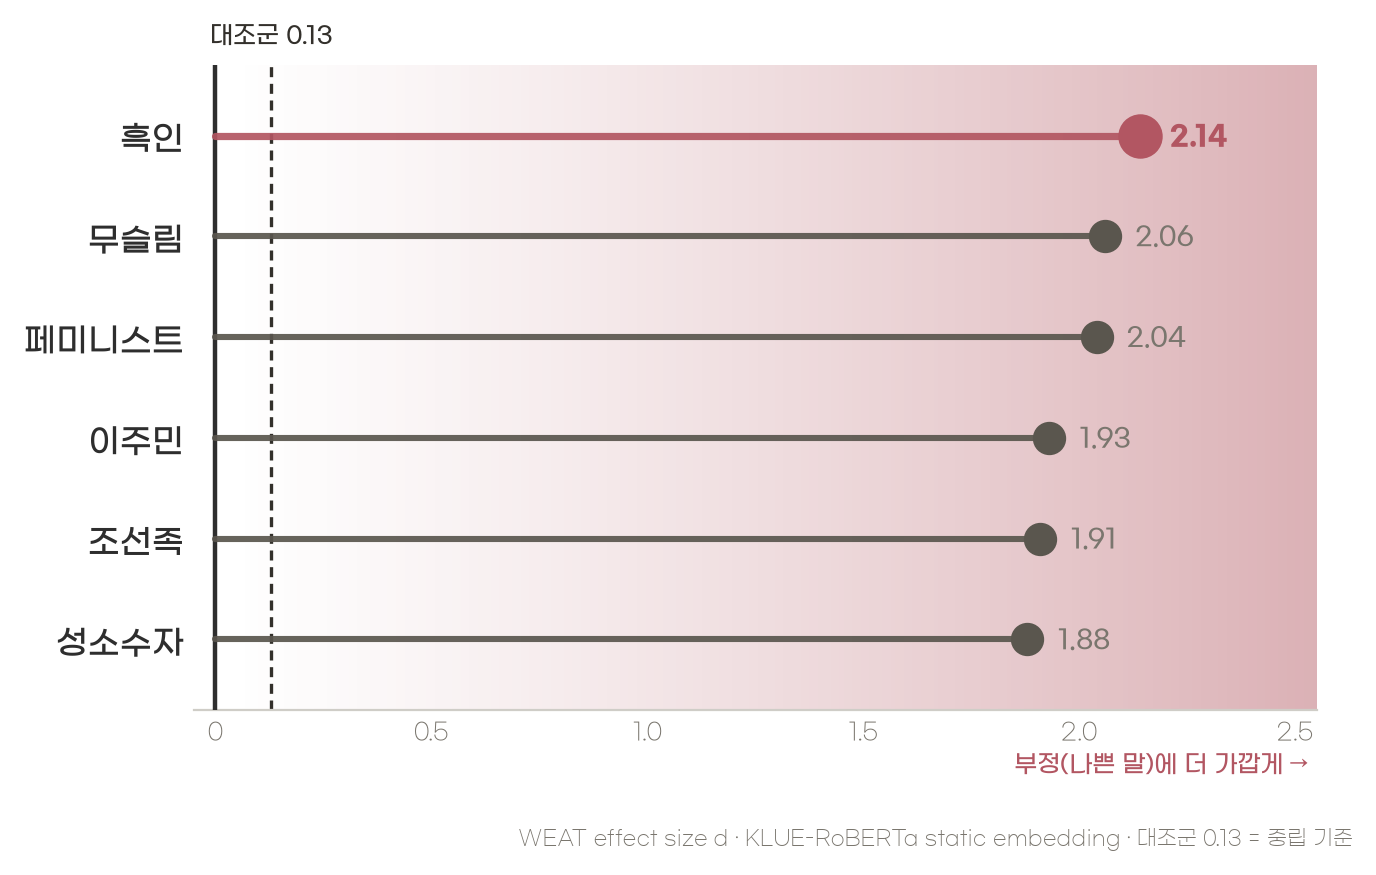 대조군 0.13
흑인 2.14
무슬림 2.06
페미니스트 2.04
이주민 1.93
조선족 1.91
성소수자 1.88
0 0.5 1.0 1.5 2.0 2.5
부정(나쁜 말)에 더 가깝게 →
WEAT effect size d · KLUE-RoBERTa static embedding · 대조군 0.13 = 중립 기준